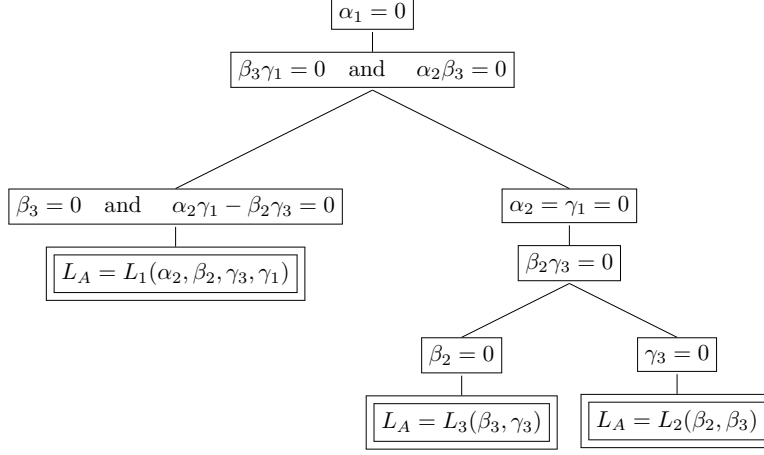 α₁ = 0
β₃γ₁ = 0 and α₂β₃ = 0
β₃ = 0 and α₂γ₁ − β₂γ₃ = 0
α₂ = γ₁ = 0
L_A = L₁(α₂, β₂, γ₃, γ₁)
β₂γ₃ = 0
β₂ = 0
γ₃ = 0
L_A = L₃(β₃, γ₃)
L_A = L₂(β₂, β₃)